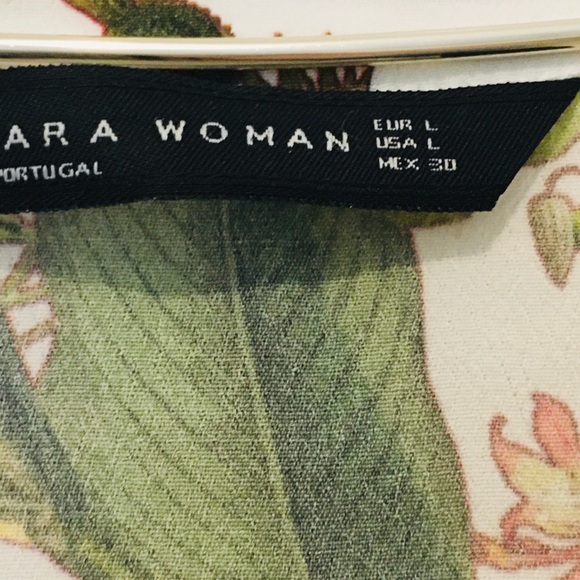 ARA WOMAN
PORTUGAL
EUR L
USA L
MEX 30